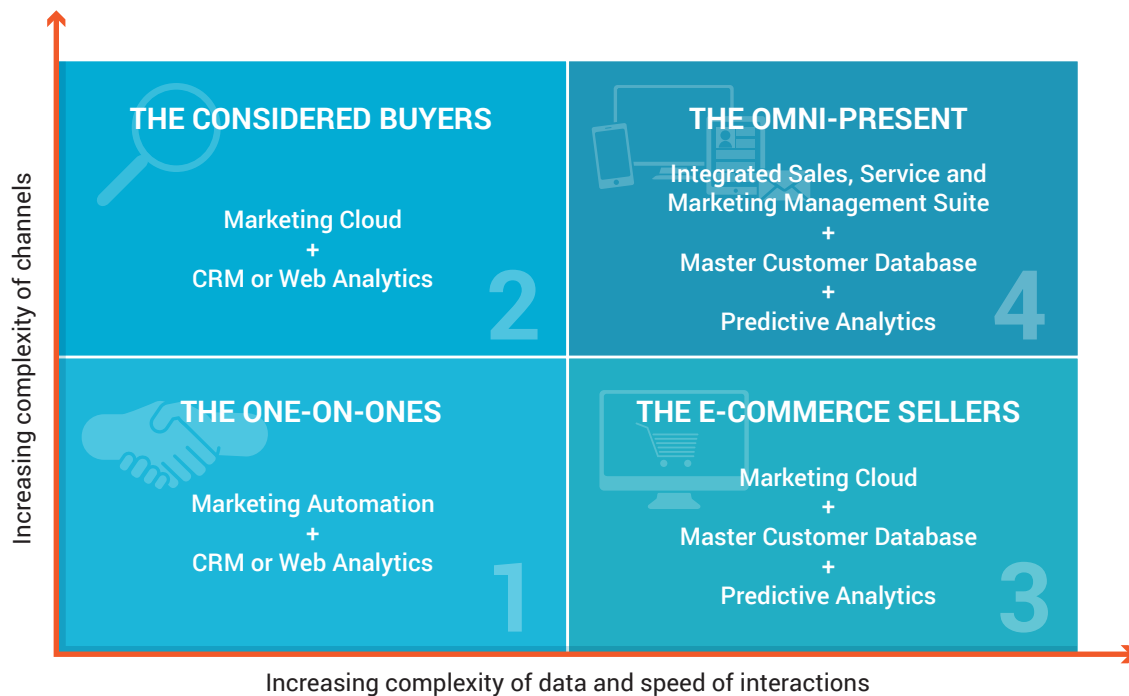 Increasing complexity of channels
THE CONSIDERED BUYERS
Marketing Cloud
+
CRM or Web Analytics
2
THE OMNI-PRESENT
Integrated Sales, Service and
Marketing Management Suite
+
Master Customer Database
+
Predictive Analytics
4
THE ONE-ON-ONES
Marketing Automation
+
CRM or Web Analytics
1
THE E-COMMERCE SELLERS
Marketing Cloud
+
Master Customer Database
+
Predictive Analytics
3
Increasing complexity of data and speed of interactions